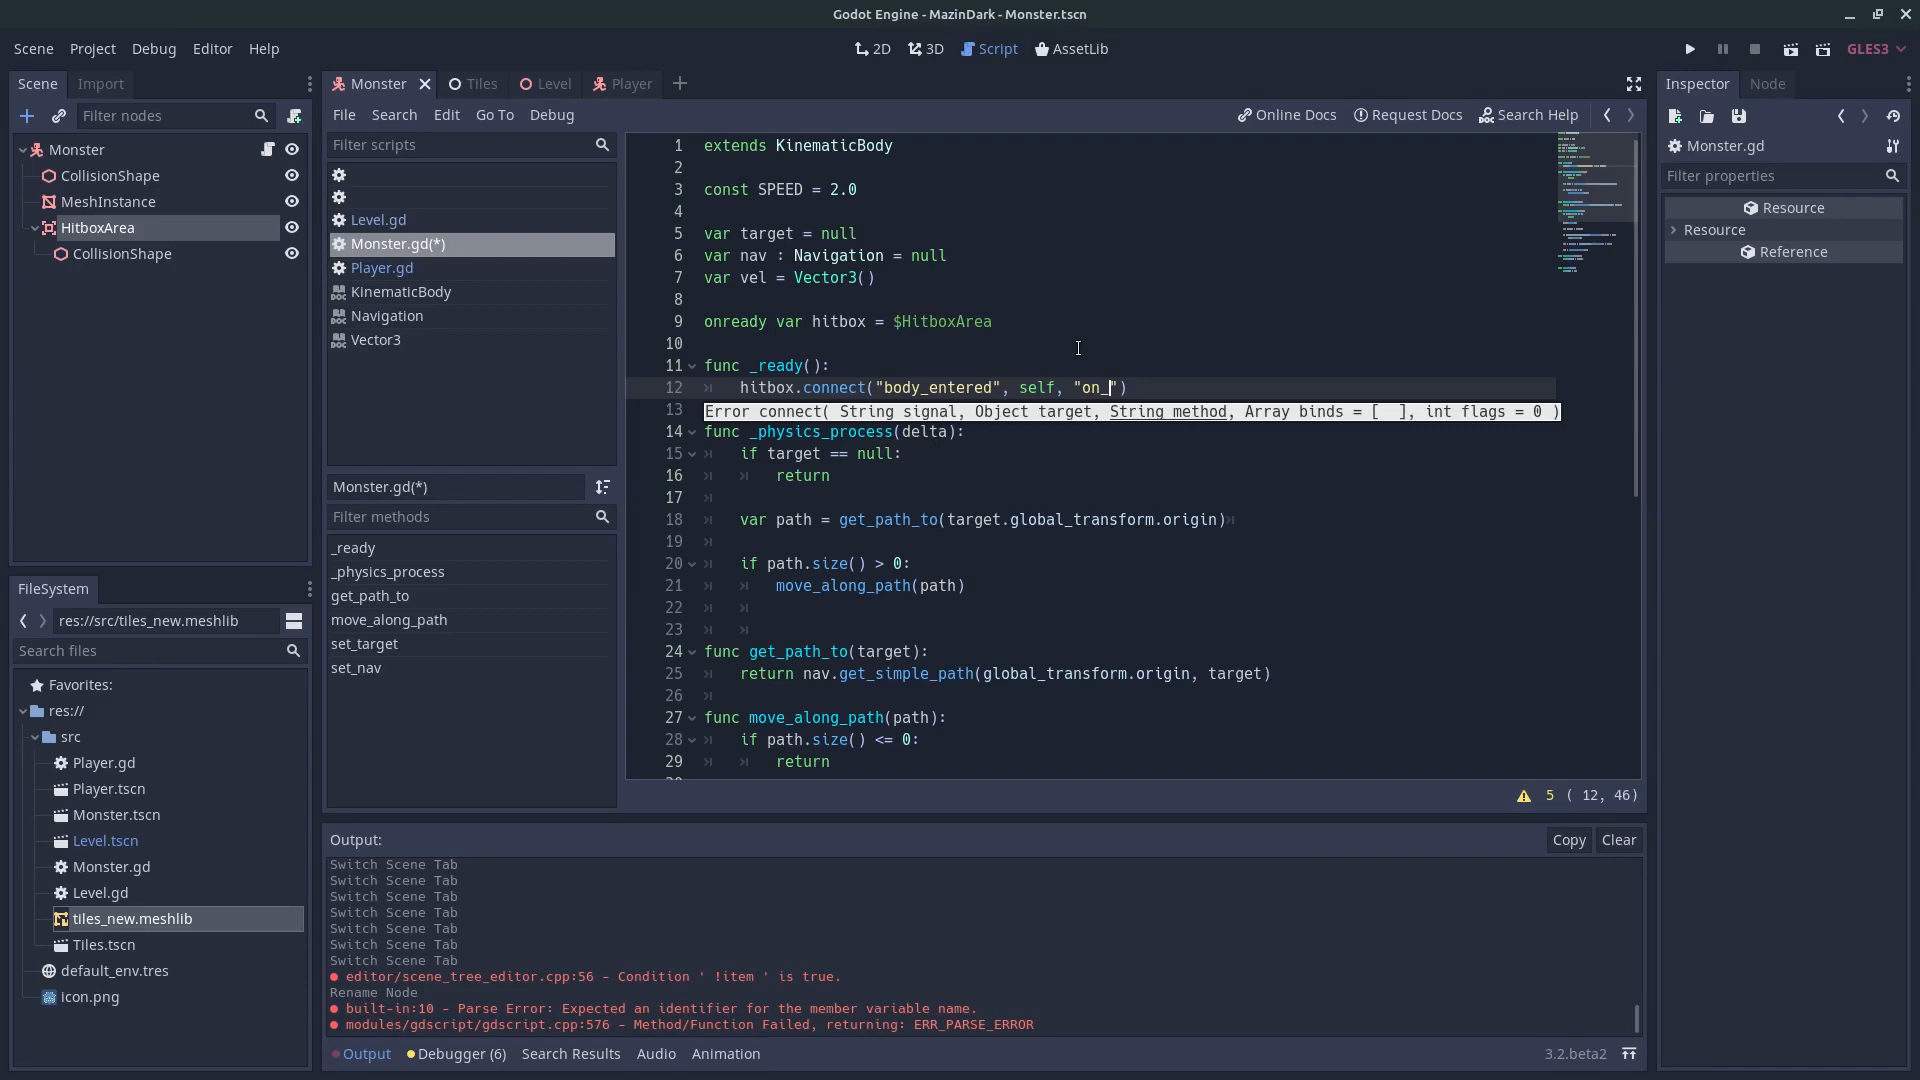 Godot Engine - MazinDark - Monster.tscn
Scene Project Debug Editor Help
2D 3D Script AssetLib
GLES3
Scene Import
Filter nodes
Monster
CollisionShape
MeshInstance
HitboxArea
CollisionShape
FileSystem
res://src/tiles_new.meshlib
Search files
Favorites:
res://
src
Player.gd
Player.tscn
Monster.tscn
Level.tscn
Monster.gd
Level.gd
tiles_new.meshlib
Tiles.tscn
default_env.tres
icon.png
Monster Tiles Level Player
File Search Edit Go To Debug
Online Docs Request Docs Search Help
Filter scripts
Level.gd
Monster.gd(*)
Player.gd
KinematicBody
Navigation
Vector3
Monster.gd(*)
Filter methods
_ready
_physics_process
get_path_to
move_along_path
set_target
set_nav
1 extends KinematicBody
2
3 const SPEED = 2.0
4
5 var target = null
6 var nav : Navigation = null
7 var vel = Vector3()
8
9 onready var hitbox = $HitboxArea
10
11 func _ready():
12 hitbox.connect("body_entered", self, "on_")
13 Error connect( String signal, Object target, String method, Array binds = [ ], int flags = 0 )
14 func _physics_process(delta):
15 if target == null:
16 return
17
18 var path = get_path_to(target.global_transform.origin)
19
20 if path.size() > 0:
21 move_along_path(path)
22
23
24 func get_path_to(target):
25 return nav.get_simple_path(global_transform.origin, target)
26
27 func move_along_path(path):
28 if path.size() <= 0:
29 return
5 ( 12, 46)
Output:
Copy Clear
Switch Scene Tab
Switch Scene Tab
Switch Scene Tab
Switch Scene Tab
Switch Scene Tab
Switch Scene Tab
Switch Scene Tab
editor/scene_tree_editor.cpp:56 - Condition ' !item ' is true.
Rename Node
built-in:10 - Parse Error: Expected an identifier for the member variable name.
modules/gdscript/gdscript.cpp:576 - Method/Function Failed, returning: ERR_PARSE_ERROR
Output Debugger (6) Search Results Audio Animation
3.2.beta2
Inspector Node
Monster.gd
Filter properties
Resource
Resource
Reference